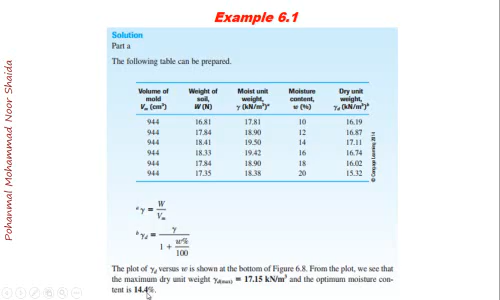 Example 6.1
Pohanmal Mohammad Noor Shaida
Solution
Part a
The following table can be prepared.
Volume of mold Vm (cm³) Weight of soil, W (N) Moist unit weight, γ (kN/m³)ᵃ Moisture content, w (%) Dry unit weight, γd (kN/m³)ᵇ
944 16.81 17.81 10 16.19
944 17.84 18.90 12 16.87
944 18.41 19.50 14 17.11
944 18.33 19.42 16 16.74
944 17.84 18.90 18 16.02
944 17.35 18.38 20 15.32
© Cengage Learning 2014
ᵃ γ = W / Vm
ᵇ γd = γ / (1 + w% / 100)
The plot of γd versus w is shown at the bottom of Figure 6.8. From the plot, we see that
the maximum dry unit weight γd(max) = 17.15 kN/m³ and the optimum moisture con-
tent is 14.4%.